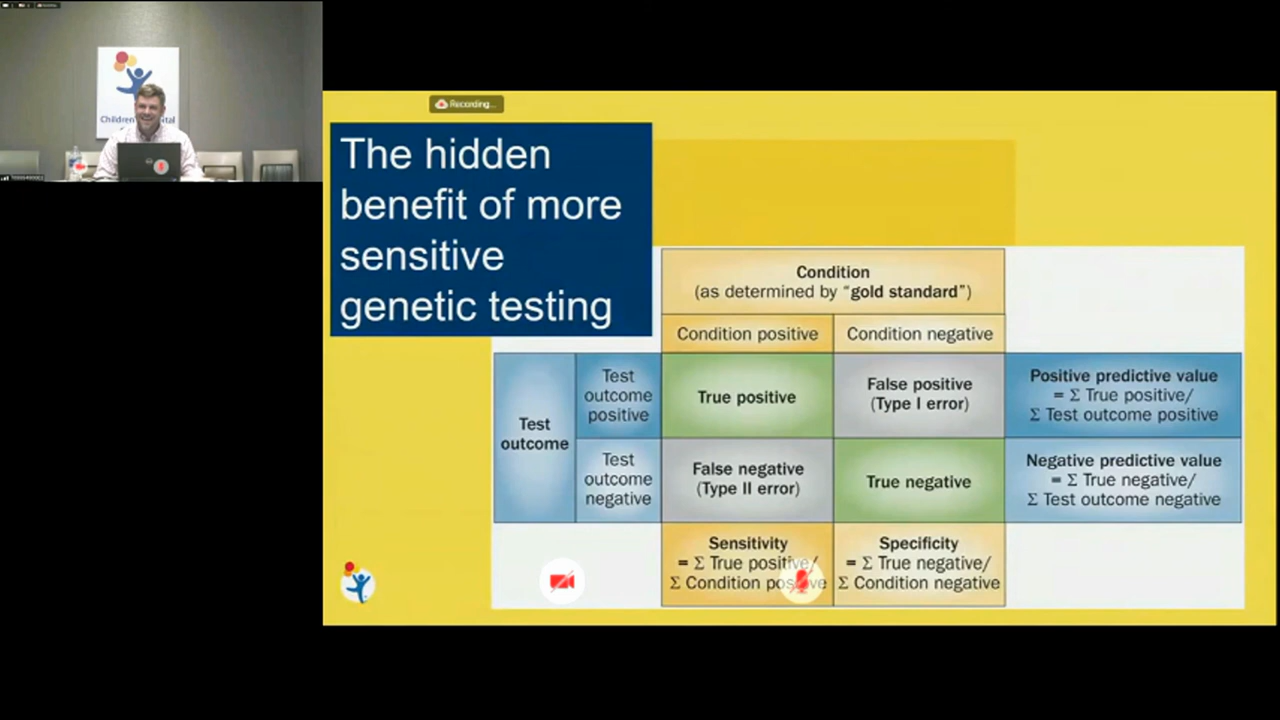 Children
tal
Recording...
The hidden
benefit of more
sensitive
genetic testing
Condition
(as determined by “gold standard”)
Condition positive
Condition negative
Test
outcome
Test
outcome
positive
True positive
False positive
(Type I error)
Positive predictive value
= Σ True positive/
Σ Test outcome positive
Test
outcome
negative
False negative
(Type II error)
True negative
Negative predictive value
= Σ True negative/
Σ Test outcome negative
Sensitivity
= Σ True positive/
Σ Condition positive
Specificity
= Σ True negative/
Σ Condition negative